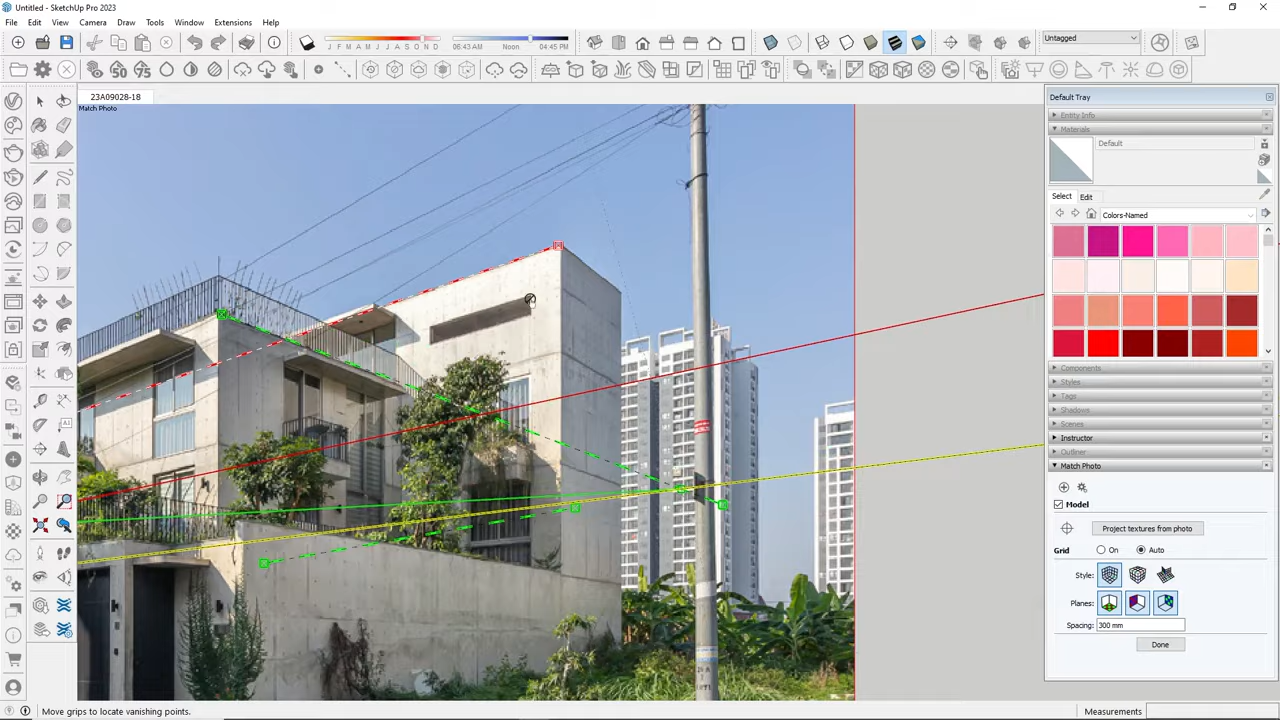 Untitled - SketchUp Pro 2023
File Edit View Camera Draw Tools Window Extensions Help
J F M A M J J A S O N D 06:43 AM Noon 04:45 PM
Untagged
50 75
23A09028-18
Match Photo
Default Tray
Entity Info
Materials
Default
Select Edit
Colors-Named
Components
Styles
Tags
Shadows
Scenes
Instructor
Outliner
Match Photo
Model
Project textures from photo
Grid On Auto
Style:
Planes:
Spacing: 300 mm
Done
Move grips to locate vanishing points. Measurements